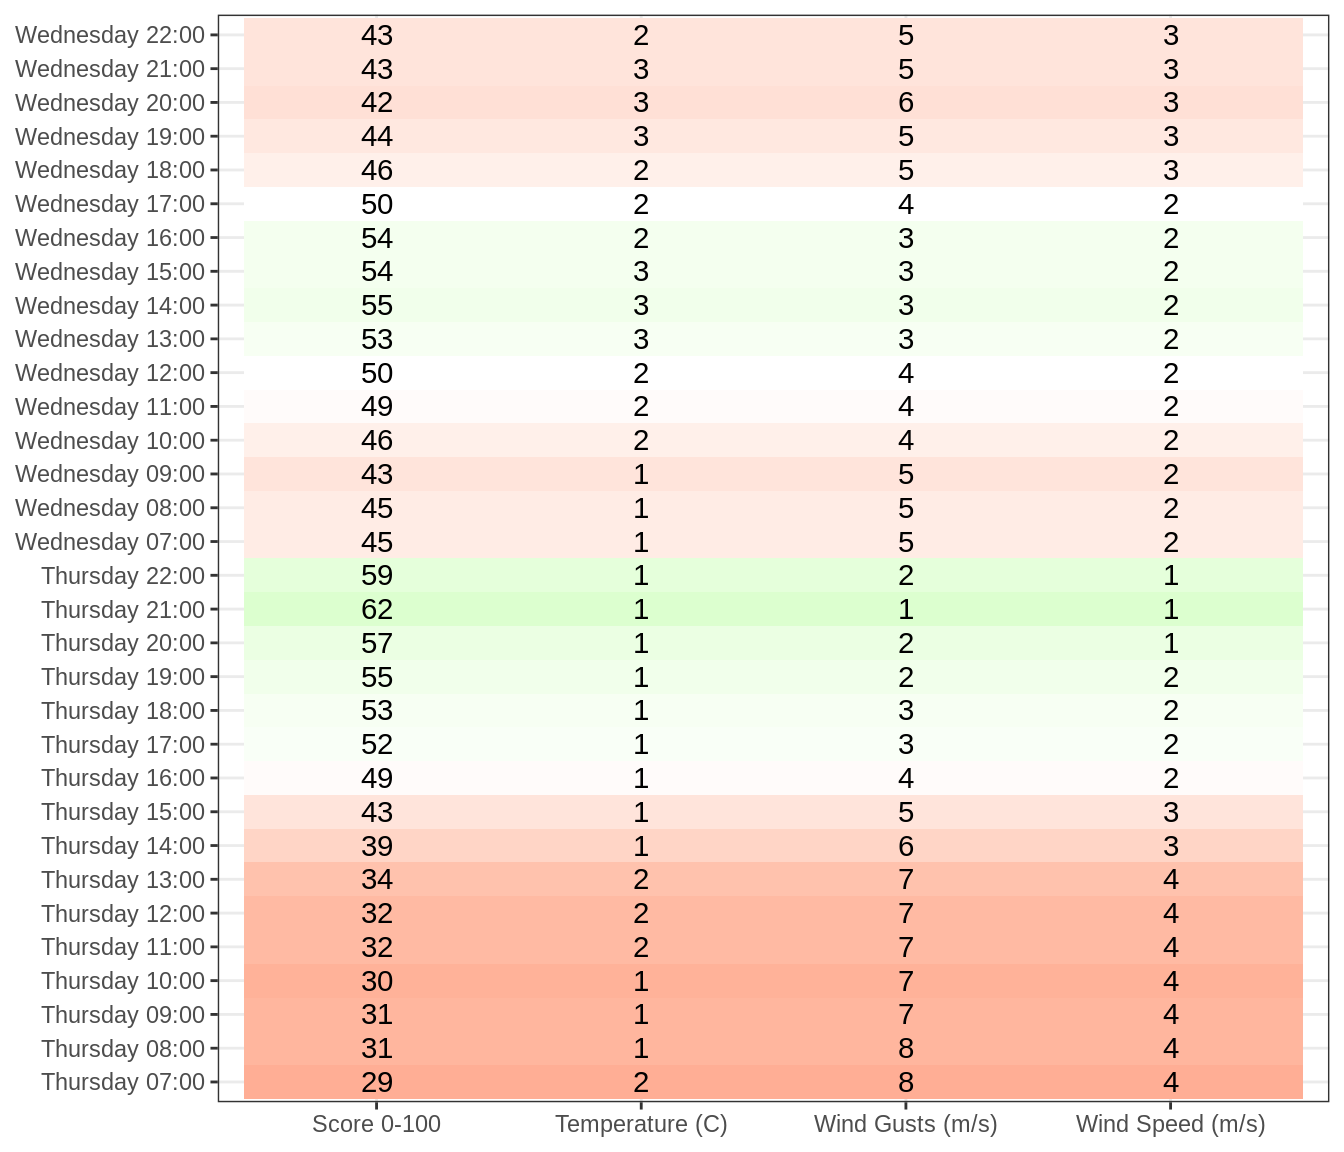 Wednesday 22:00 43 2 5 3
Wednesday 21:00 43 3 5 3
Wednesday 20:00 42 3 6 3
Wednesday 19:00 44 3 5 3
Wednesday 18:00 46 2 5 3
Wednesday 17:00 50 2 4 2
Wednesday 16:00 54 2 3 2
Wednesday 15:00 54 3 3 2
Wednesday 14:00 55 3 3 2
Wednesday 13:00 53 3 3 2
Wednesday 12:00 50 2 4 2
Wednesday 11:00 49 2 4 2
Wednesday 10:00 46 2 4 2
Wednesday 09:00 43 1 5 2
Wednesday 08:00 45 1 5 2
Wednesday 07:00 45 1 5 2
Thursday 22:00 59 1 2 1
Thursday 21:00 62 1 1 1
Thursday 20:00 57 1 2 1
Thursday 19:00 55 1 2 2
Thursday 18:00 53 1 3 2
Thursday 17:00 52 1 3 2
Thursday 16:00 49 1 4 2
Thursday 15:00 43 1 5 3
Thursday 14:00 39 1 6 3
Thursday 13:00 34 2 7 4
Thursday 12:00 32 2 7 4
Thursday 11:00 32 2 7 4
Thursday 10:00 30 1 7 4
Thursday 09:00 31 1 7 4
Thursday 08:00 31 1 8 4
Thursday 07:00 29 2 8 4
Score 0-100 Temperature (C) Wind Gusts (m/s) Wind Speed (m/s)